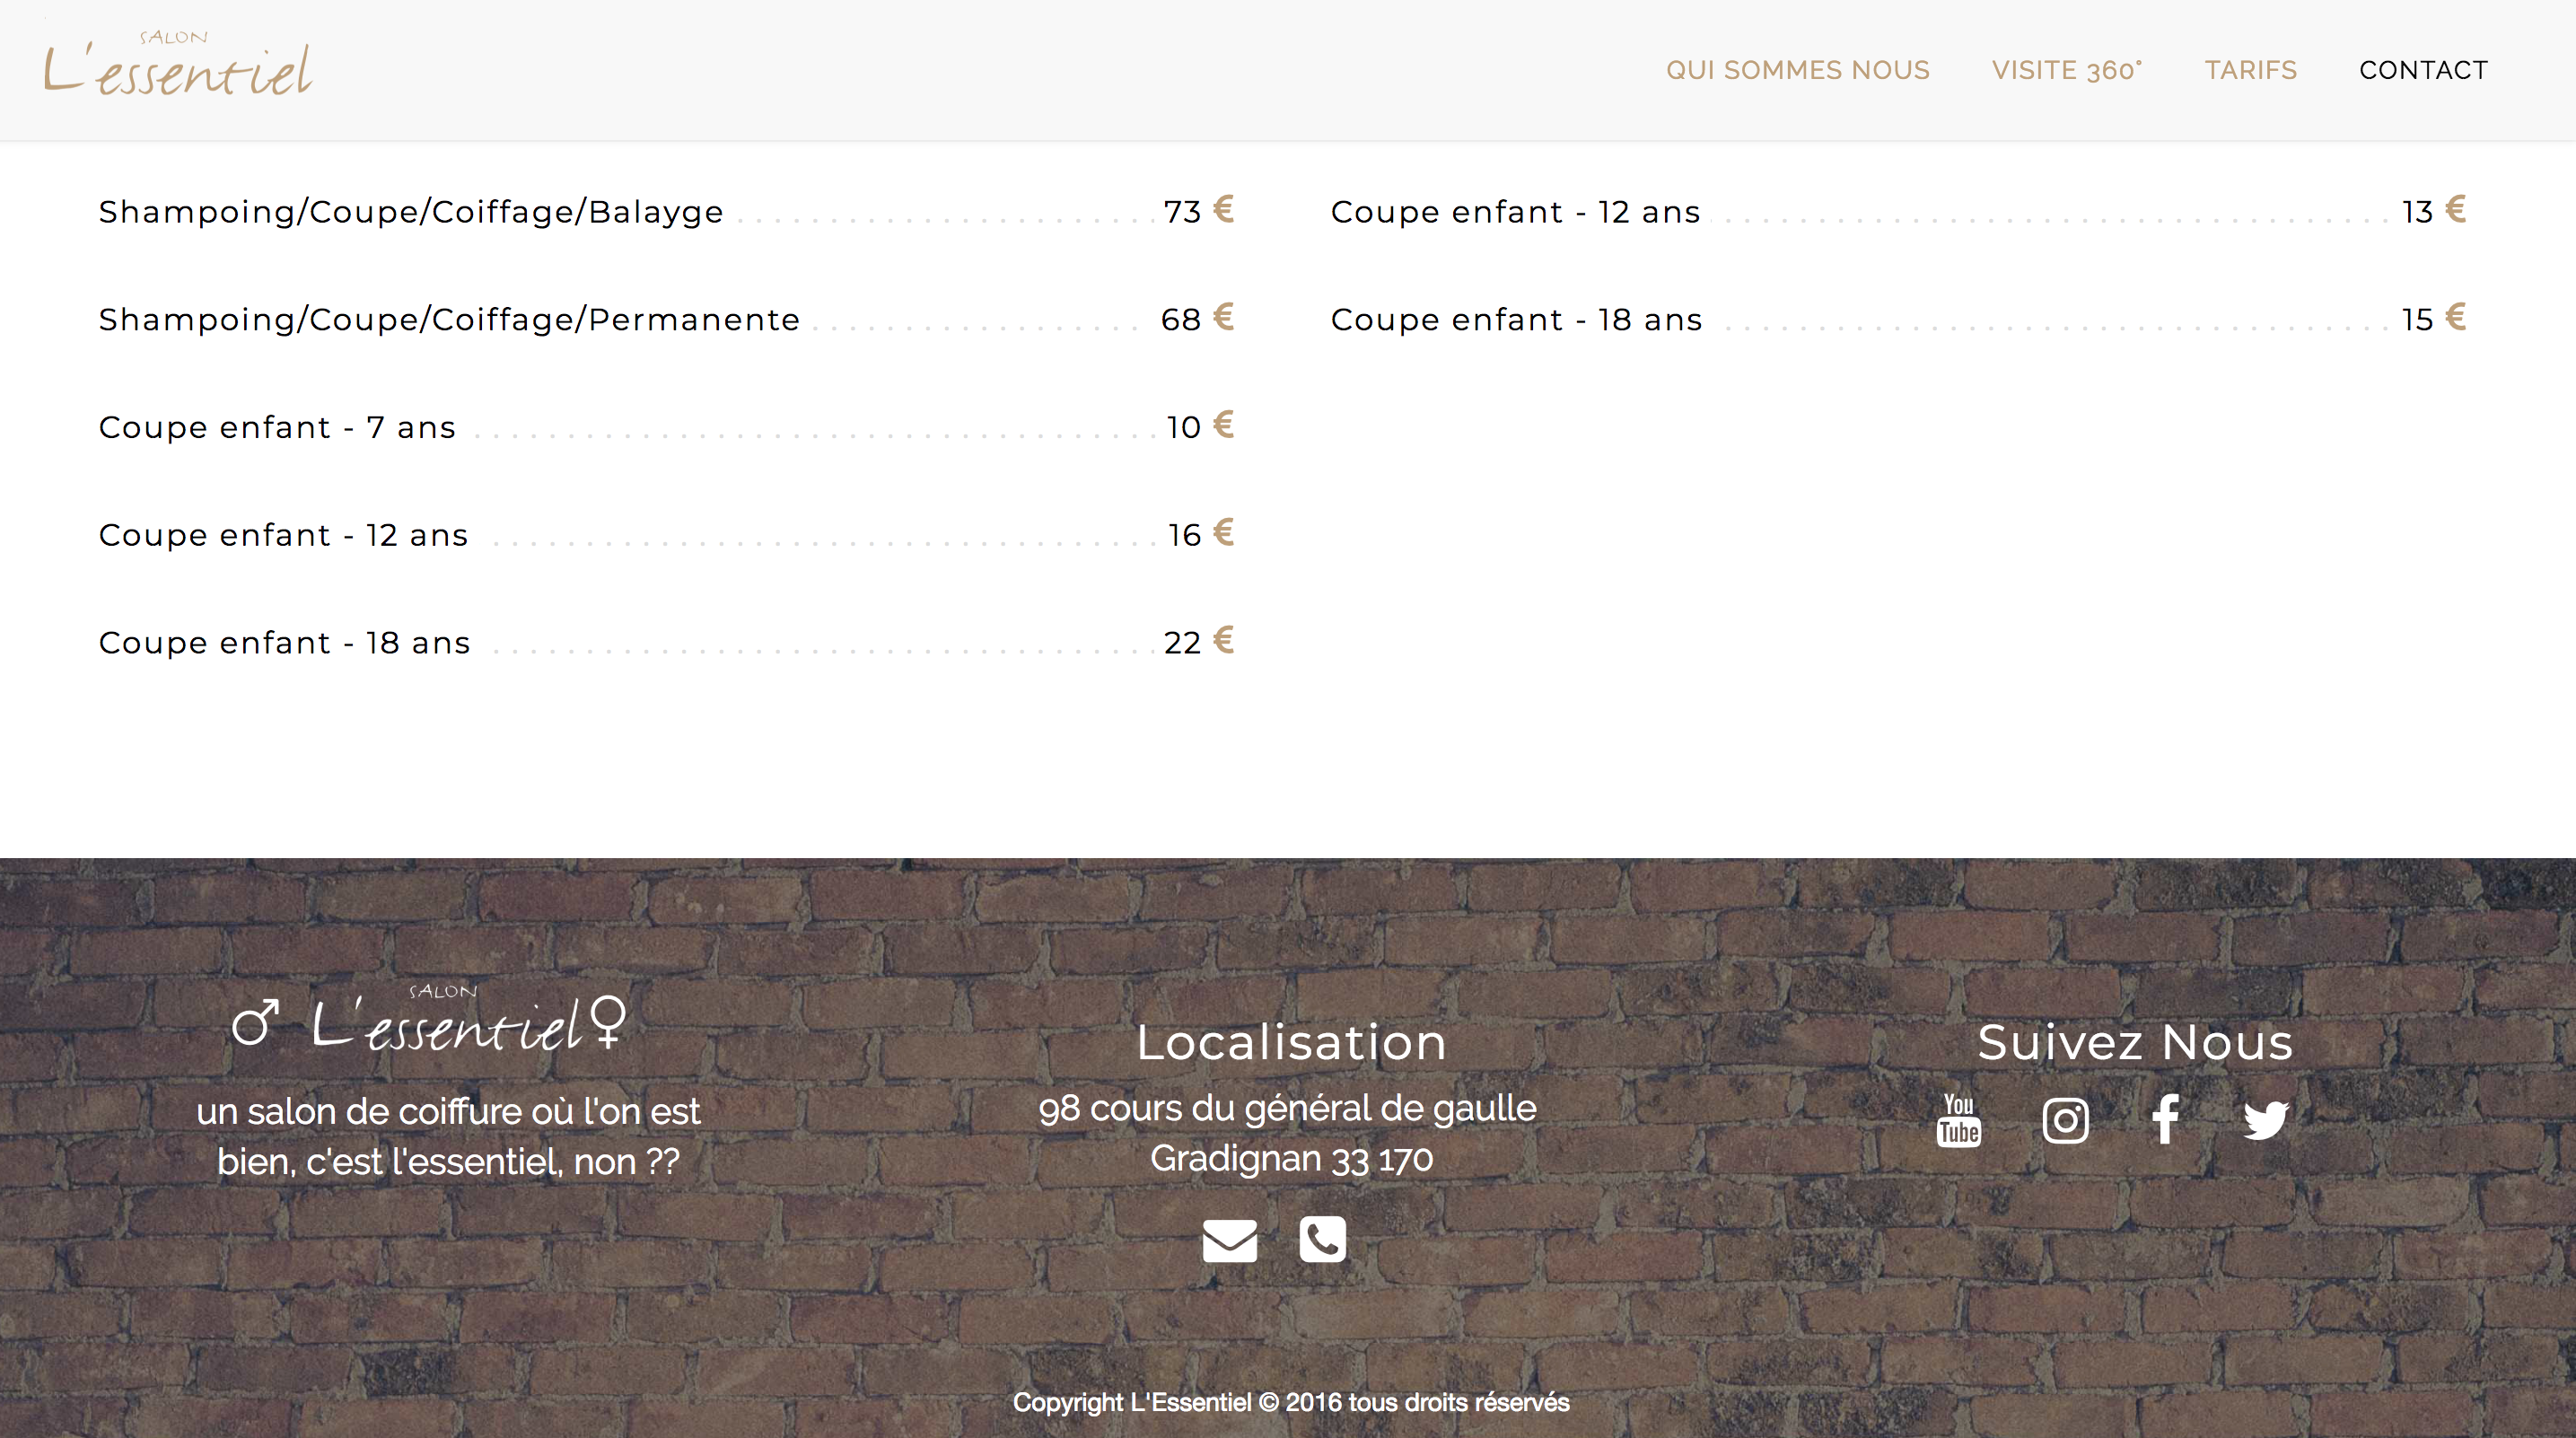 SALON
L'essentiel
QUI SOMMES NOUS VISITE 360° TARIFS CONTACT
Shampoing/Coupe/Coiffage/Balayge 73 €
Shampoing/Coupe/Coiffage/Permanente 68 €
Coupe enfant - 7 ans 10 €
Coupe enfant - 12 ans 16 €
Coupe enfant - 18 ans 22 €
Coupe enfant - 12 ans 13 €
Coupe enfant - 18 ans 15 €
SALON
♂ L'essentiel ♀
un salon de coiffure où l'on est
bien, c'est l'essentiel, non ??
Localisation
98 cours du général de gaulle
Gradignan 33 170
Suivez Nous
You
Tube
Copyright L'Essentiel © 2016 tous droits réservés